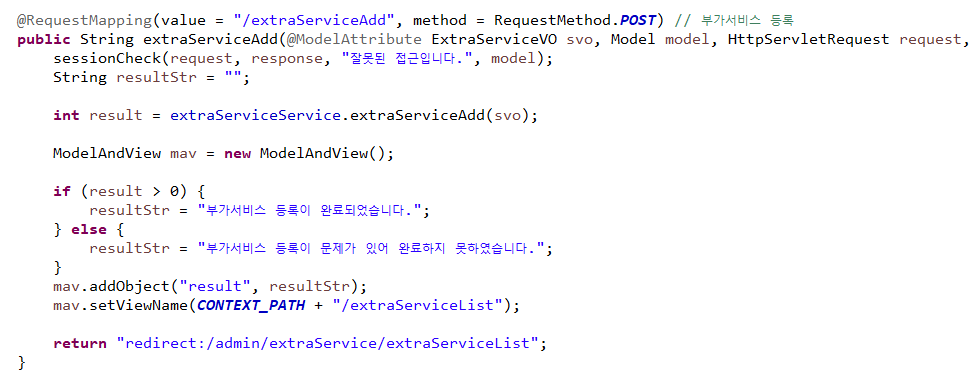 @RequestMapping(value = "/extraServiceAdd", method = RequestMethod.POST) // 부가서비스 등록
public String extraServiceAdd(@ModelAttribute ExtraServiceVO svo, Model model, HttpServletRequest request,
sessionCheck(request, response, "잘못된 접근입니다.", model);
String resultStr = "";
int result = extraServiceService.extraServiceAdd(svo);
ModelAndView mav = new ModelAndView();
if (result > 0) {
resultStr = "부가서비스 등록이 완료되었습니다.";
} else {
resultStr = "부가서비스 등록이 문제가 있어 완료하지 못하였습니다.";
}
mav.addObject("result", resultStr);
mav.setViewName(CONTEXT_PATH + "/extraServiceList");
return "redirect:/admin/extraService/extraServiceList";
}